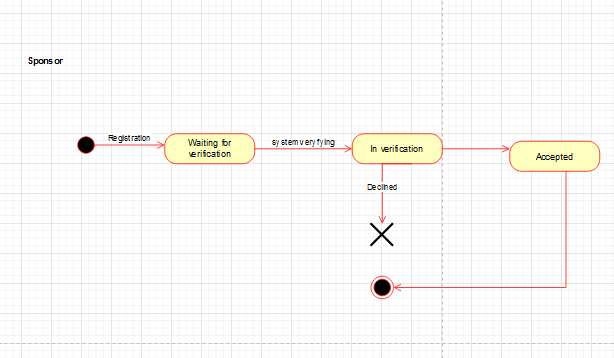 Sponsor
Registration
Waiting for
verification
system veryfying
In verification
Accepted
Declined